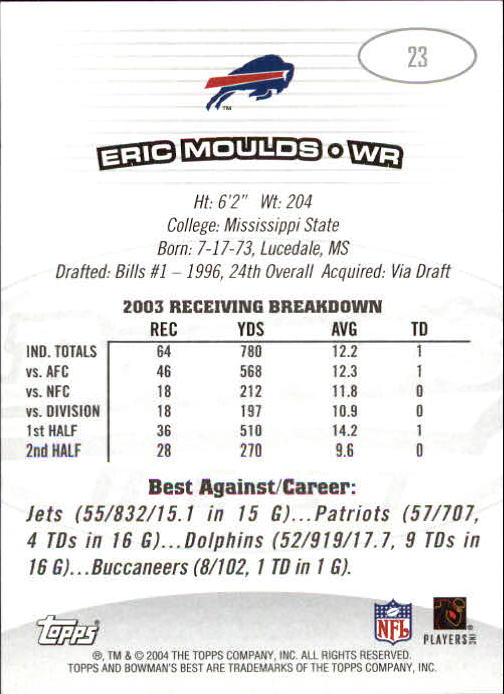 23
TM
ERIC MOULDS • WR
Ht: 6'2" Wt: 204
College: Mississippi State
Born: 7-17-73, Lucedale, MS
Drafted: Bills #1 – 1996, 24th Overall Acquired: Via Draft
2003 RECEIVING BREAKDOWN
REC YDS AVG TD
IND. TOTALS 64 780 12.2 1
vs. AFC 46 568 12.3 1
vs. NFC 18 212 11.8 0
vs. DIVISION 18 197 10.9 0
1st HALF 36 510 14.2 1
2nd HALF 28 270 9.6 0
Best Against/Career:
Jets (55/832/15.1 in 15 G)...Patriots (57/707,
4 TDs in 16 G)...Dolphins (52/919/17.7, 9 TDs in
16 G)...Buccaneers (8/102, 1 TD in 1 G).
Topps®
NFL
PLAYERS INC
®, TM & © 2004 THE TOPPS COMPANY, INC. ALL RIGHTS RESERVED.
TOPPS AND BOWMAN'S BEST ARE TRADEMARKS OF THE TOPPS COMPANY, INC.